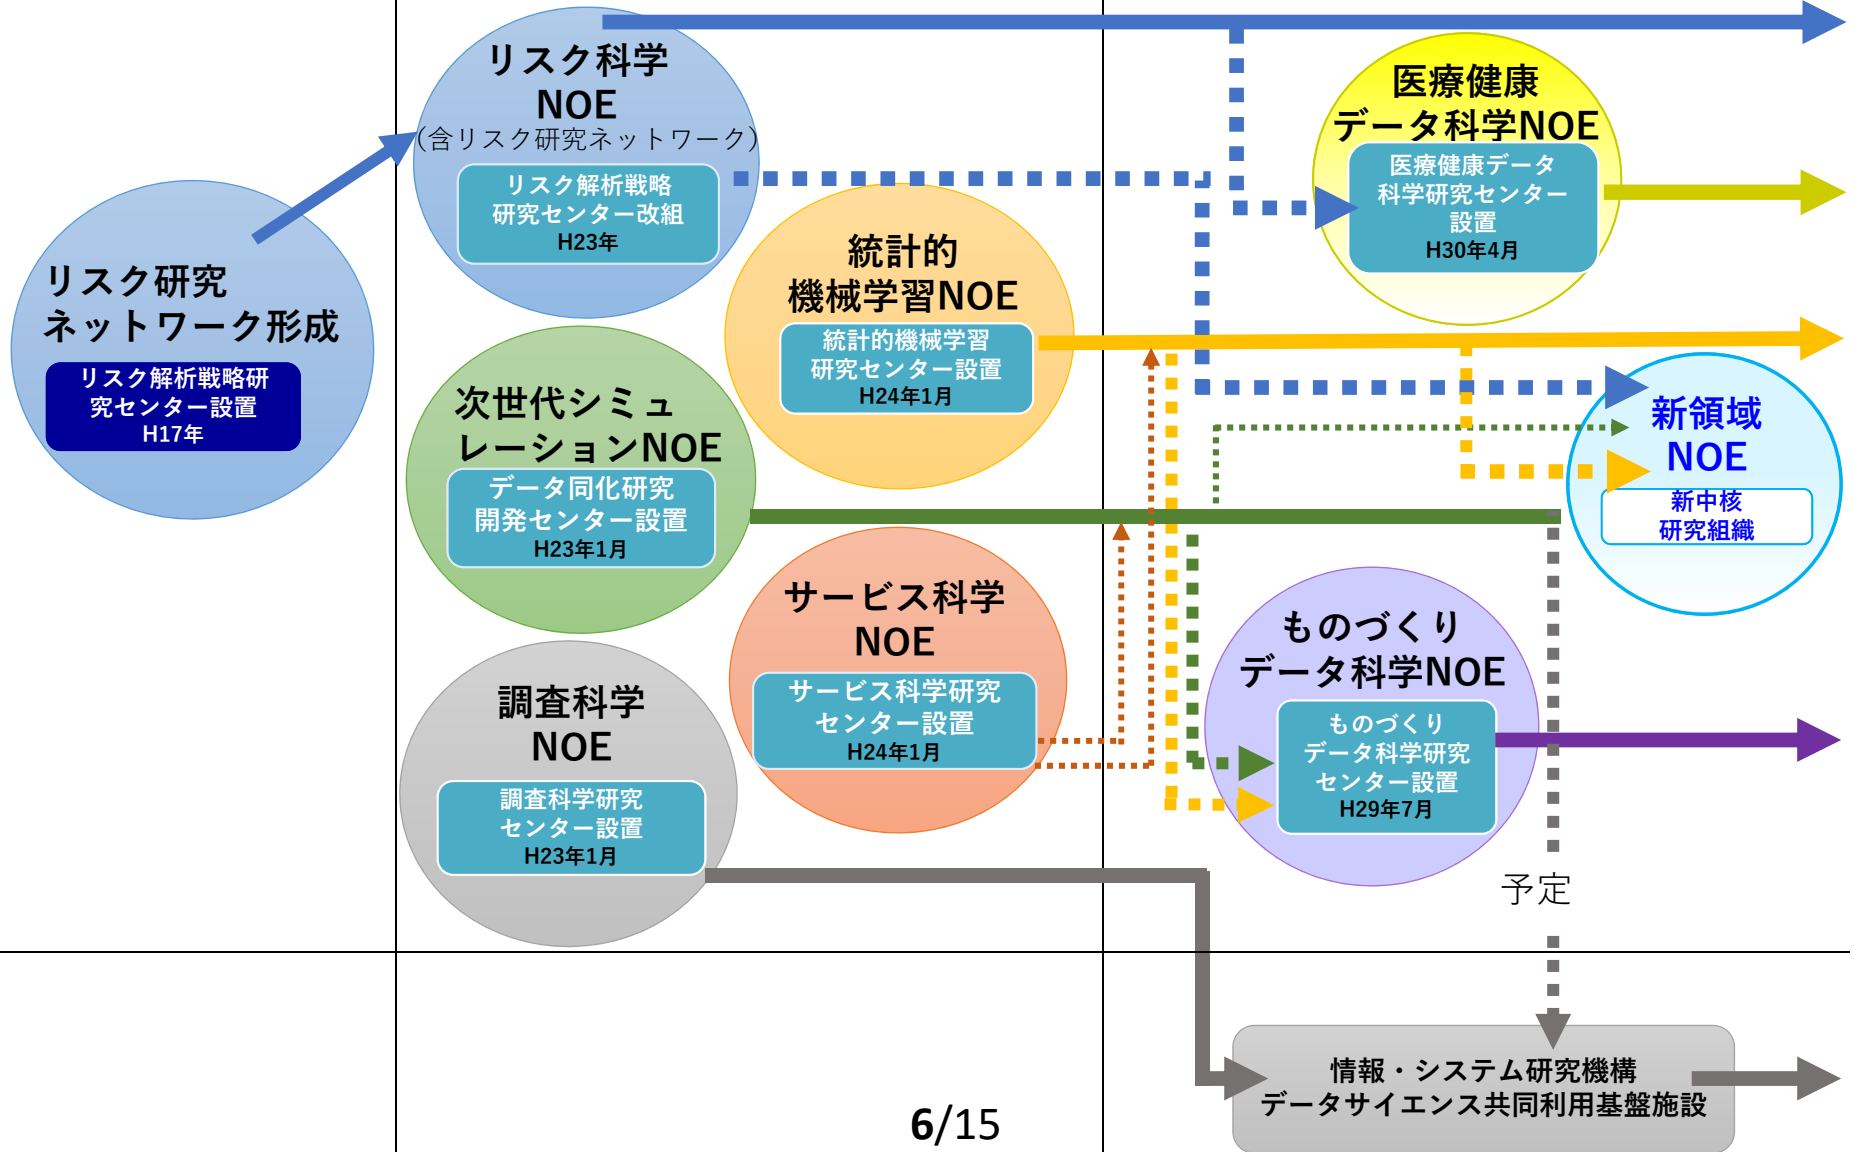 リスク研究
ネットワーク形成
リスク解析戦略研
究センター設置
H17年
リスク科学
NOE
(含リスク研究ネットワーク)
リスク解析戦略
研究センター改組
H23年
統計的
機械学習NOE
統計的機械学習
研究センター設置
H24年1月
次世代シミュ
レーションNOE
データ同化研究
開発センター設置
H23年1月
サービス科学
NOE
サービス科学研究
センター設置
H24年1月
調査科学
NOE
調査科学研究
センター設置
H23年1月
医療健康
データ科学NOE
医療健康データ
科学研究センター
設置
H30年4月
新領域
NOE
新中核
研究組織
ものづくり
データ科学NOE
ものづくり
データ科学研究
センター設置
H29年7月
予定
情報・システム研究機構
データサイエンス共同利用基盤施設
6/15